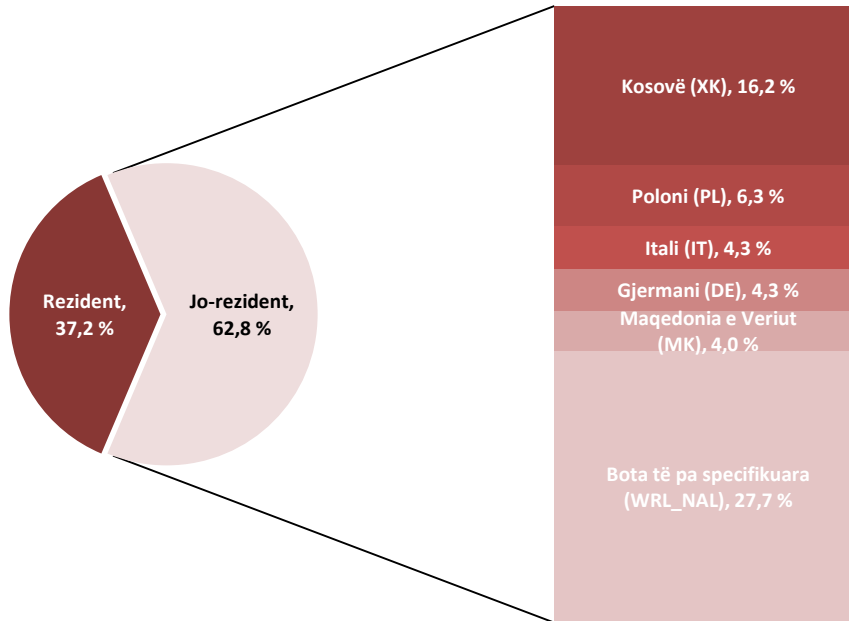 Rezident,
37,2 %
Jo-rezident,
62,8 %
Kosovë (XK), 16,2 %
Poloni (PL), 6,3 %
Itali (IT), 4,3 %
Gjermani (DE), 4,3 %
Maqedonia e Veriut
(MK), 4,0 %
Bota të pa specifikuara
(WRL_NAL), 27,7 %